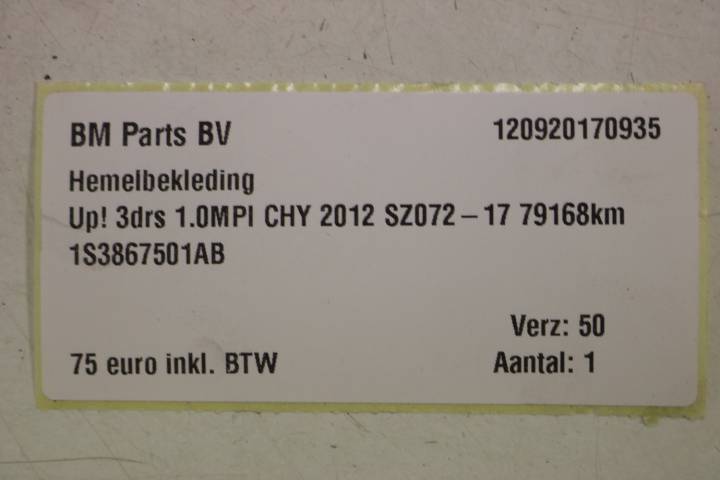 BM Parts BV 120920170935
Hemelbekleding
Up! 3drs 1.0MPI CHY 2012 SZ072-17 79168km
1S3867501AB
Verz: 50
75 euro inkl. BTW Aantal: 1